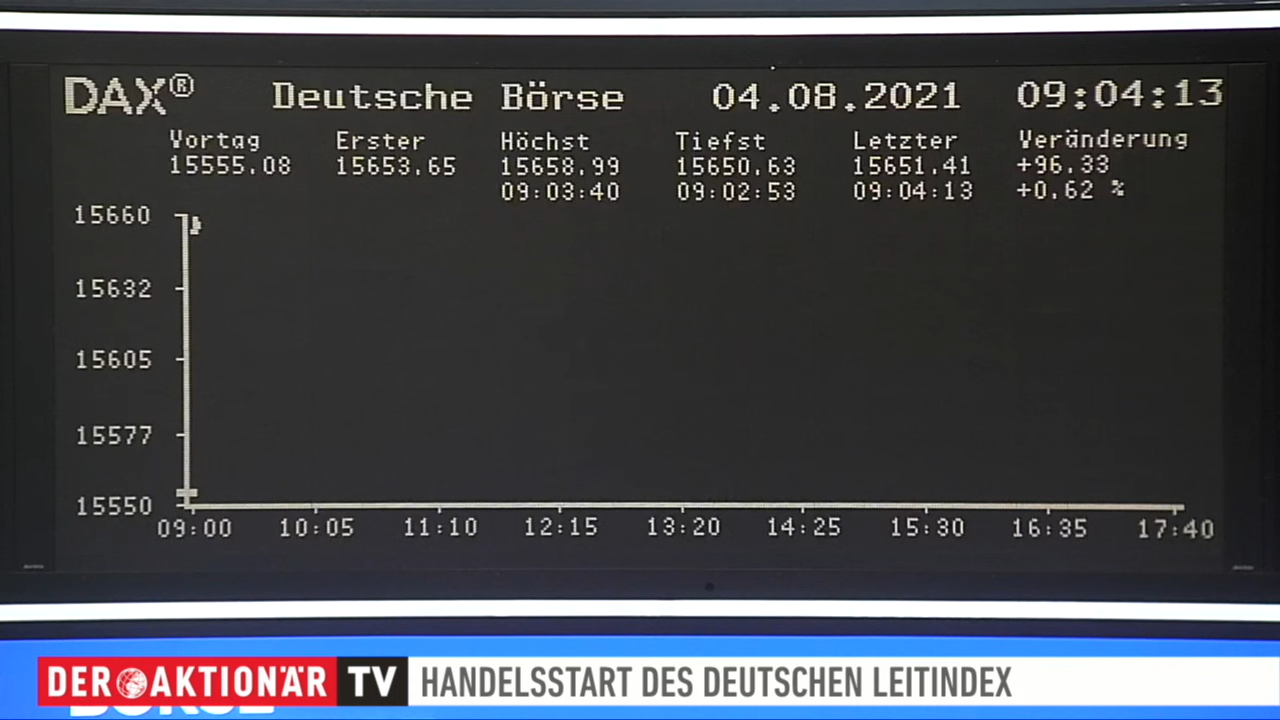 DAX® Deutsche Börse 04.08.2021 09:04:13
Vortag Erster Höchst Tiefst Letzter Veränderung
15555.08 15653.65 15658.99 15650.63 15651.41 +96.33
09:03:40 09:02:53 09:04:13 +0.62 %
15660
15632
15605
15577
15550
09:00 10:05 11:10 12:15 13:20 14:25 15:30 16:35 17:40
DER AKTIONÄR TV HANDELSSTART DES DEUTSCHEN LEITINDEX
BÖRSE